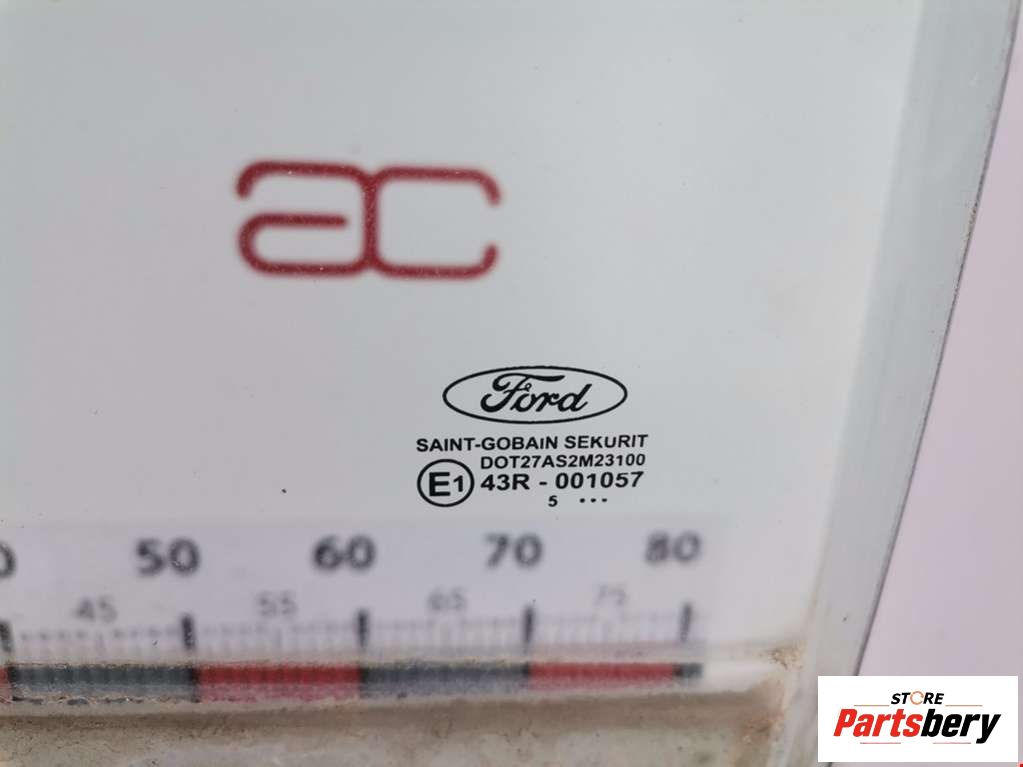 ac
Ford
SAINT-GOBAIN SEKURIT
DOT27AS2M23100
E1 43R - 001057
5 •••
50 60 70 80
45 55 65 75
STORE
Partsbery